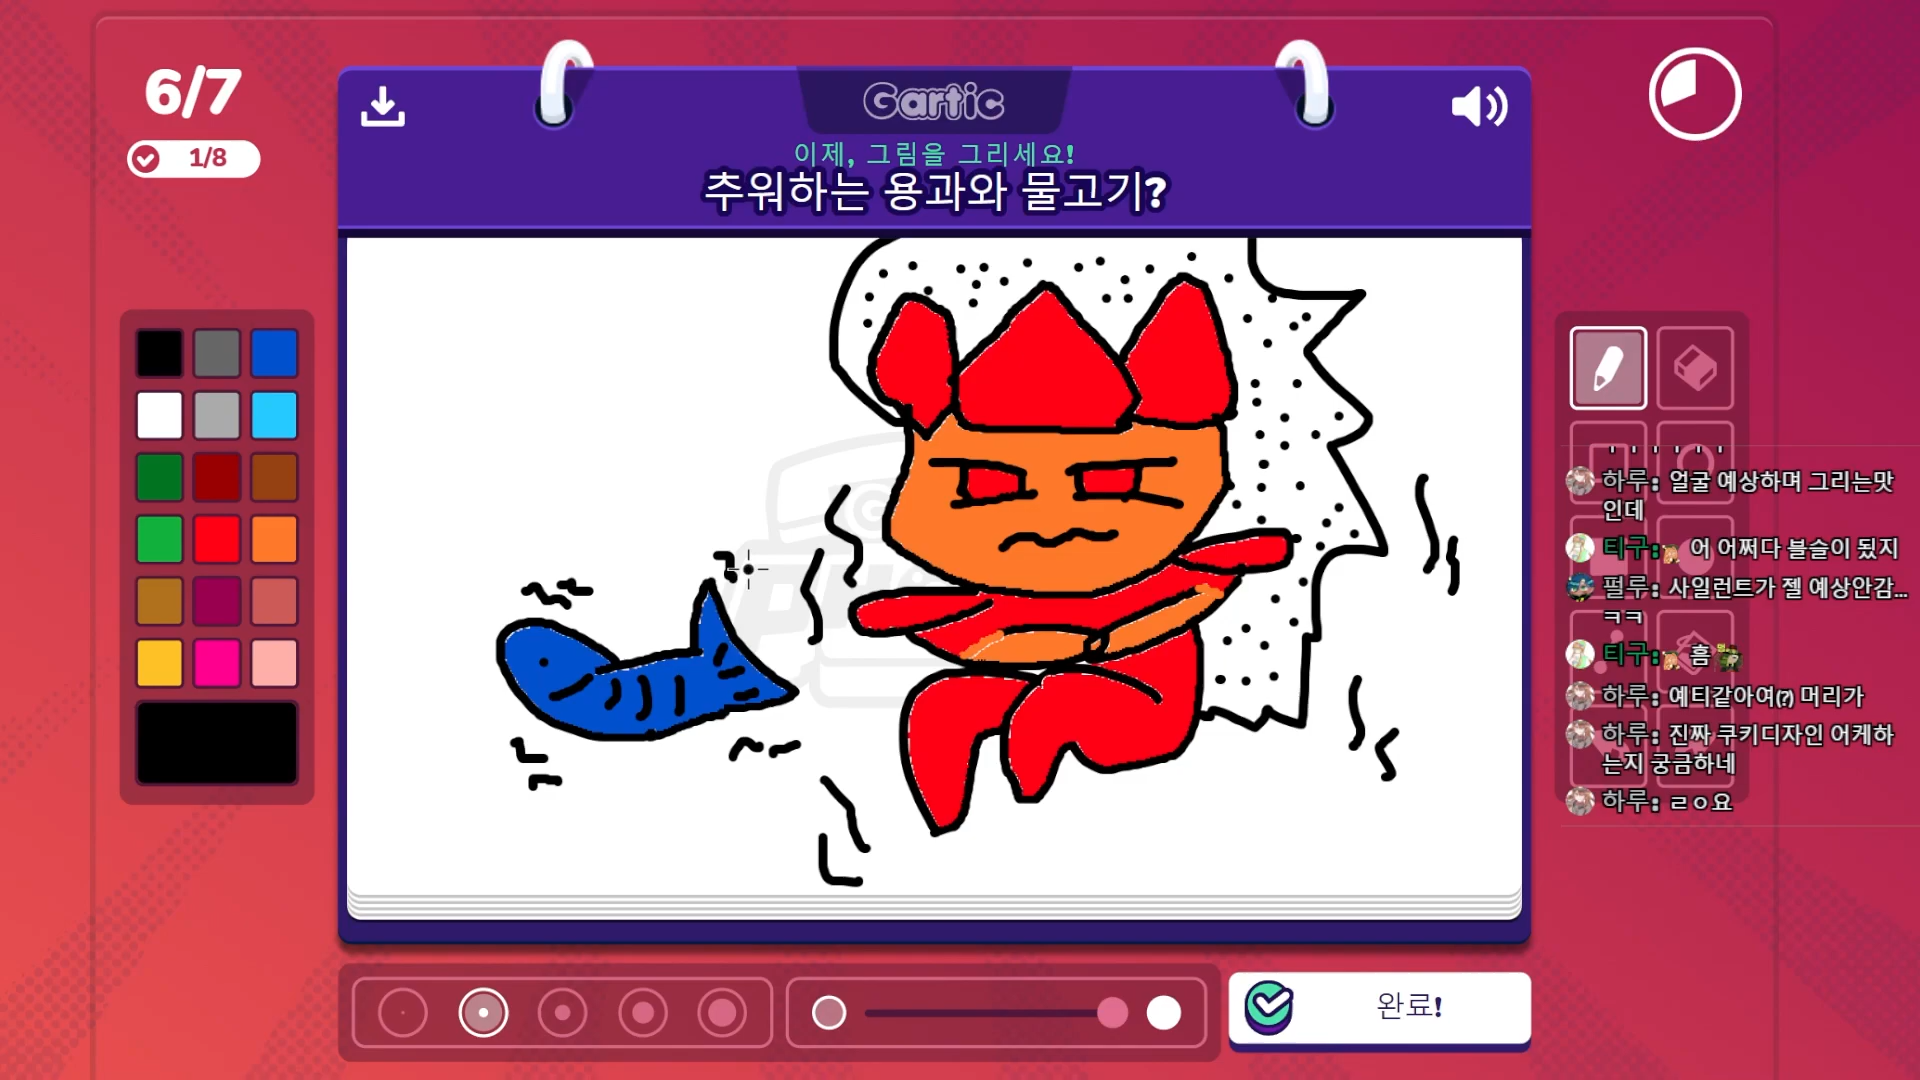 6/7
1/8
Gartic
이제, 그림을 그리세요!
추워하는 용과와 물고기?
하루: 얼굴 예상하며 그리는맛
인데
티구: 어 어쩌다 블슬이 됬지
펄루: 사일런트가 젤 예상안감...
ㅋㅋ
티구: 흠
하루: 예티같아여(?) 머리가
하루: 진짜 쿠키디자인 어케하
는지 궁금하네
하루: ㄹㅇ요
완료!